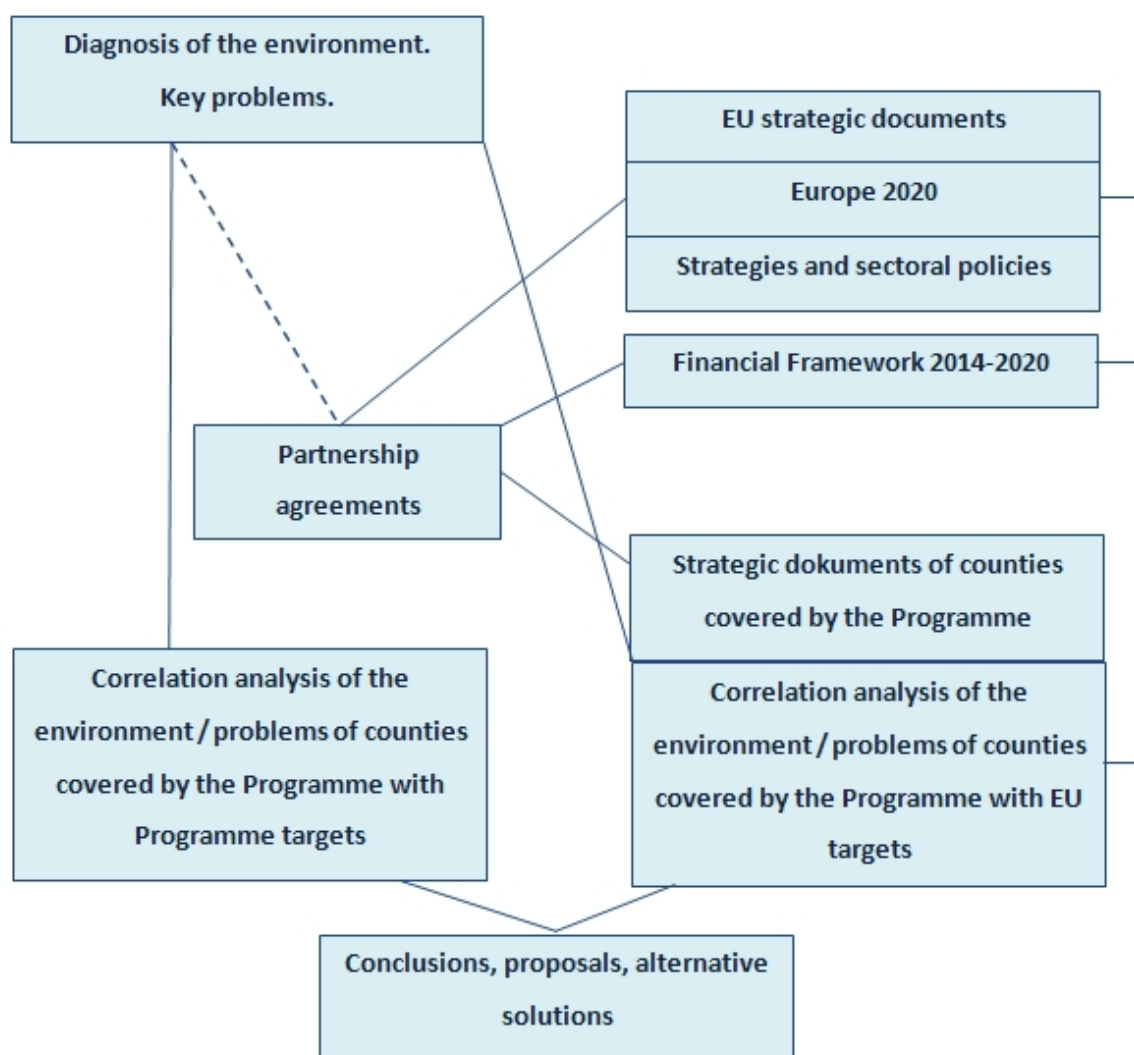 Diagnosis of the environment.
Key problems.
EU strategic documents
Europe 2020
Strategies and sectoral policies
Financial Framework 2014-2020
Partnership
agreements
Strategic dokuments of counties
covered by the Programme
Correlation analysis of the
environment / problems of counties
covered by the Programme with
Programme targets
Correlation analysis of the
environment / problems of counties
covered by the Programme with EU
targets
Conclusions, proposals, alternative
solutions